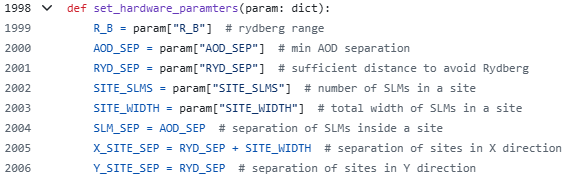 1998 def set_hardware_paramters(param: dict):
1999 R_B = param["R_B"] # rydberg range
2000 AOD_SEP = param["AOD_SEP"] # min AOD separation
2001 RYD_SEP = param["RYD_SEP"] # sufficient distance to avoid Rydberg
2002 SITE_SLMS = param["SITE_SLMS"] # number of SLMs in a site
2003 SITE_WIDTH = param["SITE_WIDTH"] # total width of SLMs in a site
2004 SLM_SEP = AOD_SEP # separation of SLMs inside a site
2005 X_SITE_SEP = RYD_SEP + SITE_WIDTH # separation of sites in X direction
2006 Y_SITE_SEP = RYD_SEP # separation of sites in Y direction